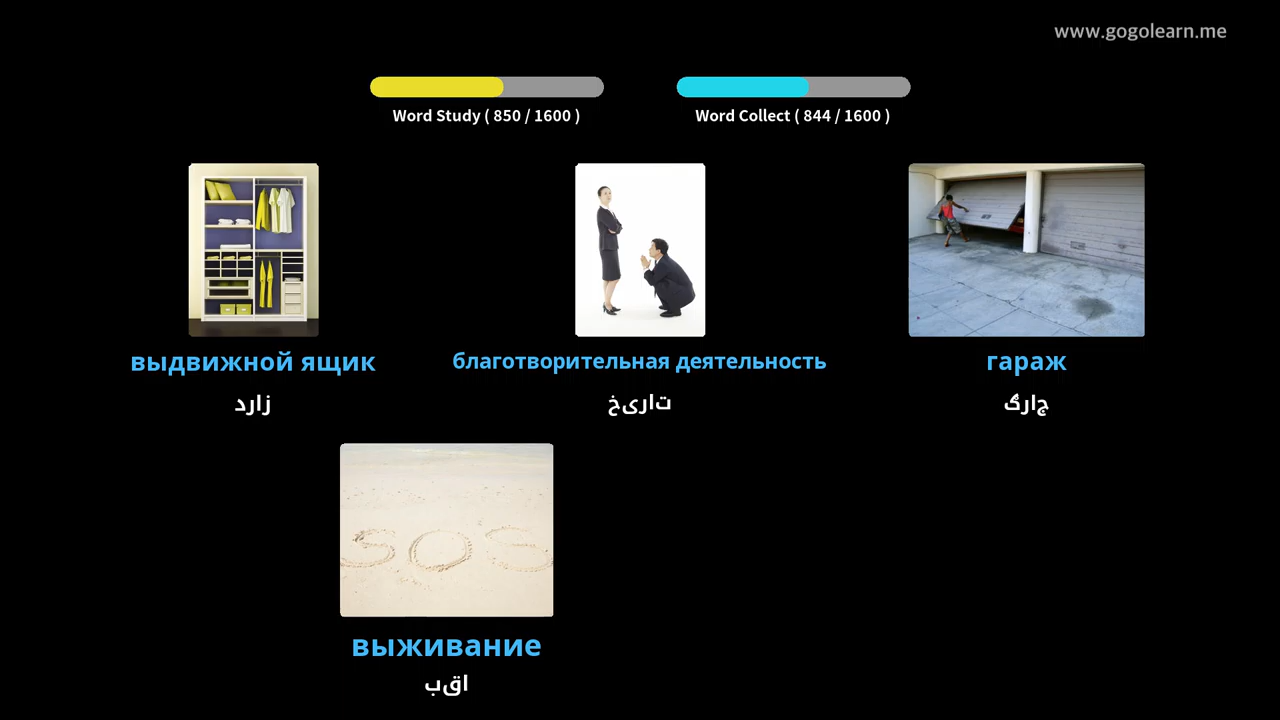 www.gogolearn.me
Word Study ( 850 / 1600 )
Word Collect ( 844 / 1600 )
выдвижной ящик
زارد
благотворительная деятельность
تاریخ
гараж
جارگ
выживание
اقب